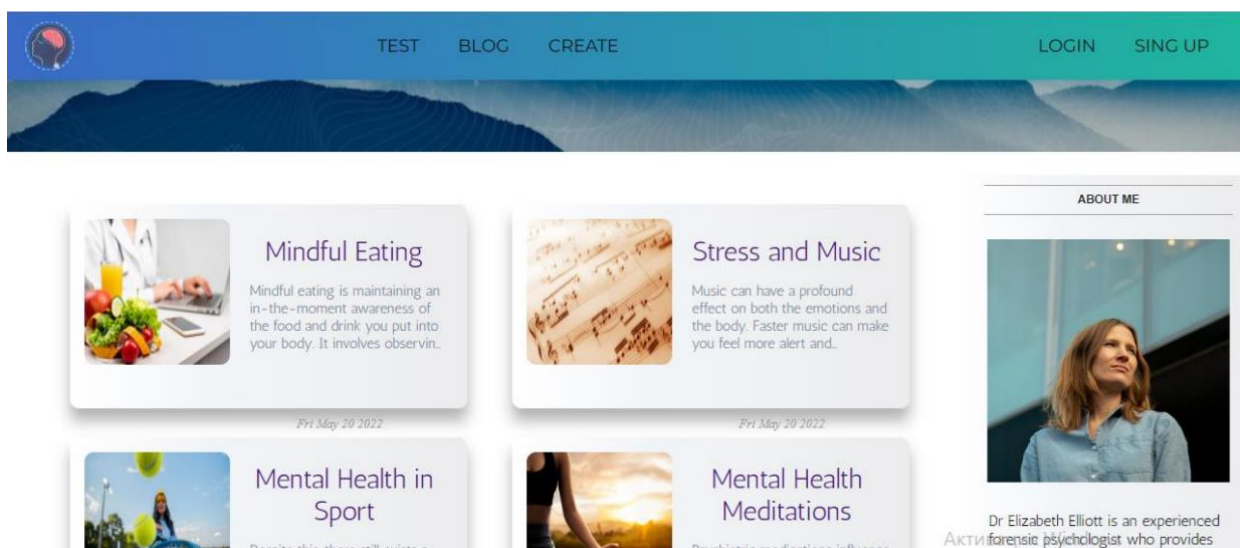 TEST BLOG CREATE LOGIN SING UP
Mindful Eating
Mindful eating is maintaining an
in-the-moment awareness of
the food and drink you put into
your body. It involves observin...
Fri May 20 2022
Stress and Music
Music can have a profound
effect on both the emotions and
the body. Faster music can make
you feel more alert and...
Fri May 20 2022
Mental Health in
Sport
Mental Health
Meditations
ABOUT ME
Dr Elizabeth Elliott is an experienced
forensic psychologist who provides